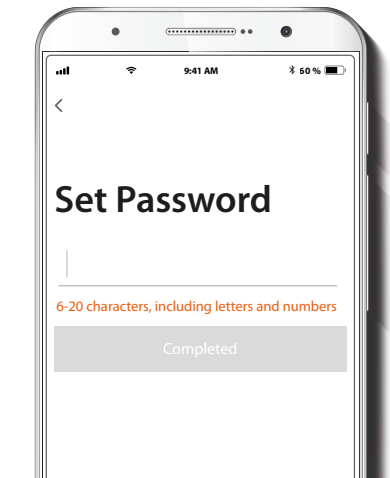 9:41 AM 60 %
Set Password
6-20 characters, including letters and numbers
Completed